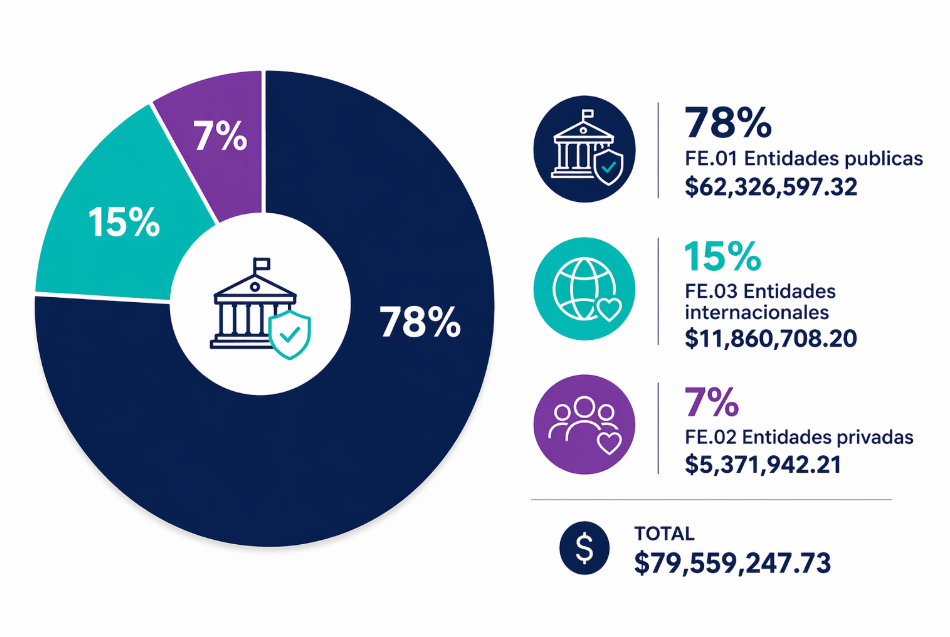 7%
15%
78%
78%
FE.01 Entidades publicas
$62,326,597.32
15%
FE.03 Entidades
internacionales
$11,860,708.20
7%
FE.02 Entidades privadas
$5,371,942.21
$
TOTAL
$79,559,247.73